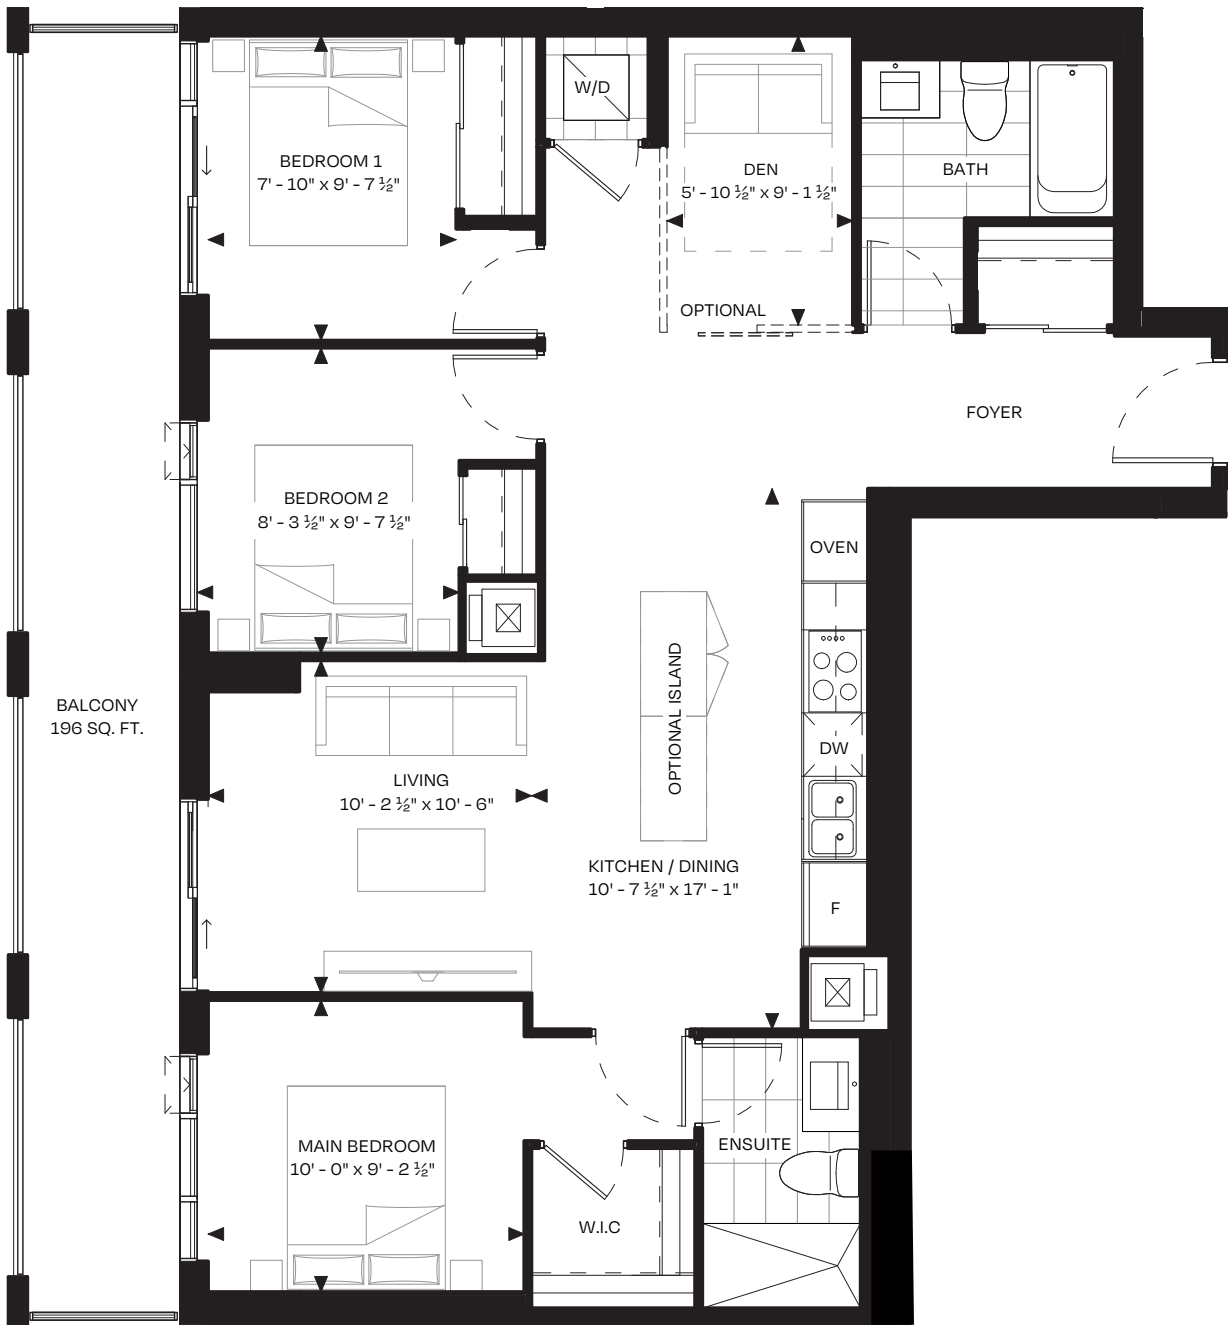 W/D
BEDROOM 1
7' - 10" x 9' - 7 ½"
DEN
5' - 10 ½" x 9' - 1 ½"
BATH
OPTIONAL
FOYER
BEDROOM 2
8' - 3 ½" x 9' - 7 ½"
OVEN
OPTIONAL ISLAND
BALCONY
196 SQ. FT.
DW
LIVING
10' - 2 ½" x 10' - 6"
KITCHEN / DINING
10' - 7 ½" x 17' - 1"
F
MAIN BEDROOM
10' - 0" x 9' - 2 ½"
ENSUITE
W.I.C